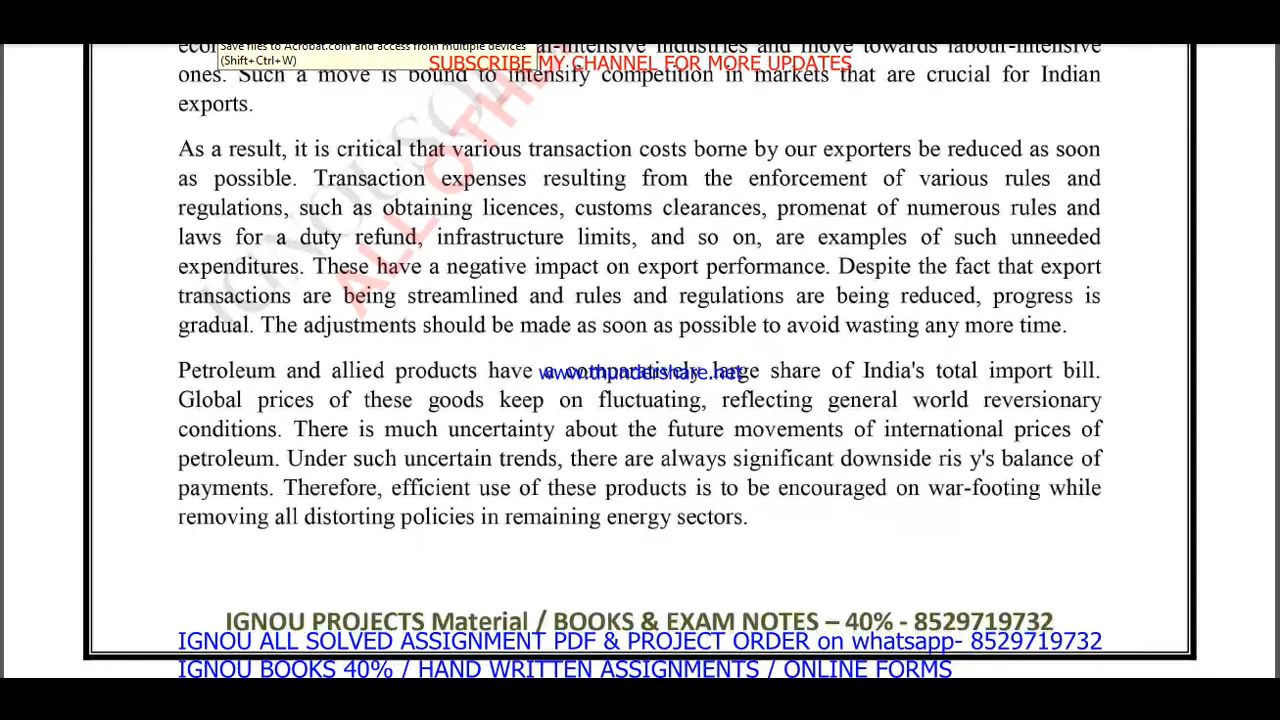 Save files to Acrobat.com and access from multiple devices
(Shift+Ctrl+W)
al-intensive industries and move towards labour-intensive
SUBSCRIBE MY CHANNEL FOR MORE UPDATES
ones. Such a move is bound to intensify competition in markets that are crucial for Indian
exports.
As a result, it is critical that various transaction costs borne by our exporters be reduced as soon
as possible. Transaction expenses resulting from the enforcement of various rules and
regulations, such as obtaining licences, customs clearances, promenat of numerous rules and
laws for a duty refund, infrastructure limits, and so on, are examples of such unneeded
expenditures. These have a negative impact on export performance. Despite the fact that export
transactions are being streamlined and rules and regulations are being reduced, progress is
gradual. The adjustments should be made as soon as possible to avoid wasting any more time.
Petroleum and allied products have a comparatively large share of India's total import bill.
www.thundershare.net
Global prices of these goods keep on fluctuating, reflecting general world reversionary
conditions. There is much uncertainty about the future movements of international prices of
petroleum. Under such uncertain trends, there are always significant downside ris y's balance of
payments. Therefore, efficient use of these products is to be encouraged on war-footing while
removing all distorting policies in remaining energy sectors.
IGNOU PROJECTS Material / BOOKS & EXAM NOTES – 40% - 8529719732
IGNOU ALL SOLVED ASSIGNMENT PDF & PROJECT ORDER on whatsapp- 8529719732
IGNOU BOOKS 40% / HAND WRITTEN ASSIGNMENTS / ONLINE FORMS